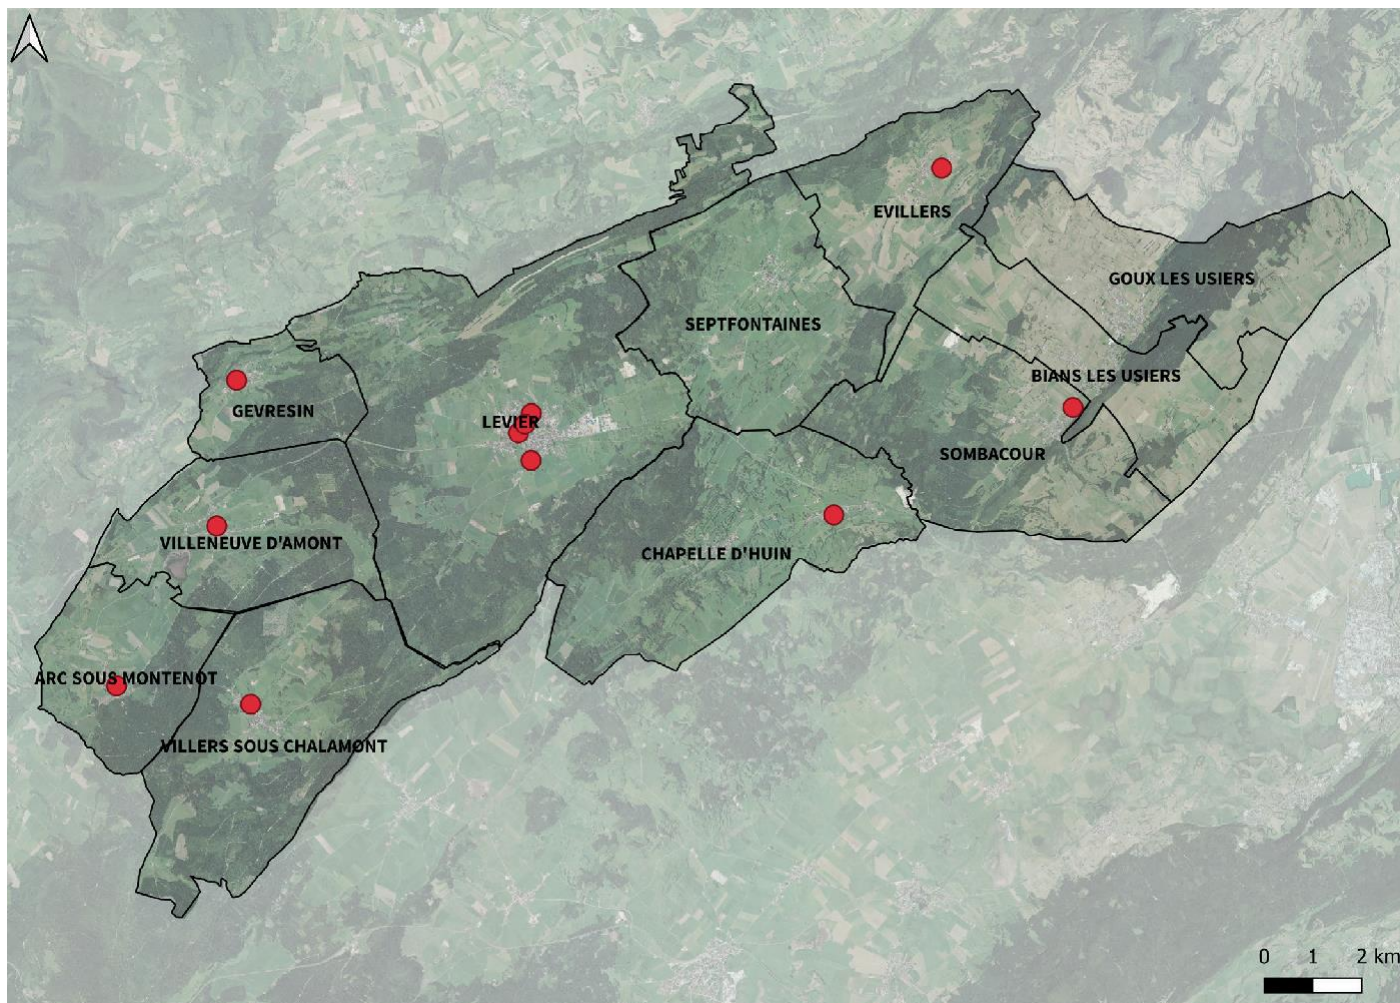 EVILLERS
GOUX LES USIERS
SEPTFONTAINES
BIANS LES USIERS
GEVRESIN
LEVIER
SOMBACOUR
VILLENEUVE D'AMONT
CHAPELLE D'HUIN
ARC SOUS MONTENOT
VILLERS SOUS CHALAMONT
0 1 2 km